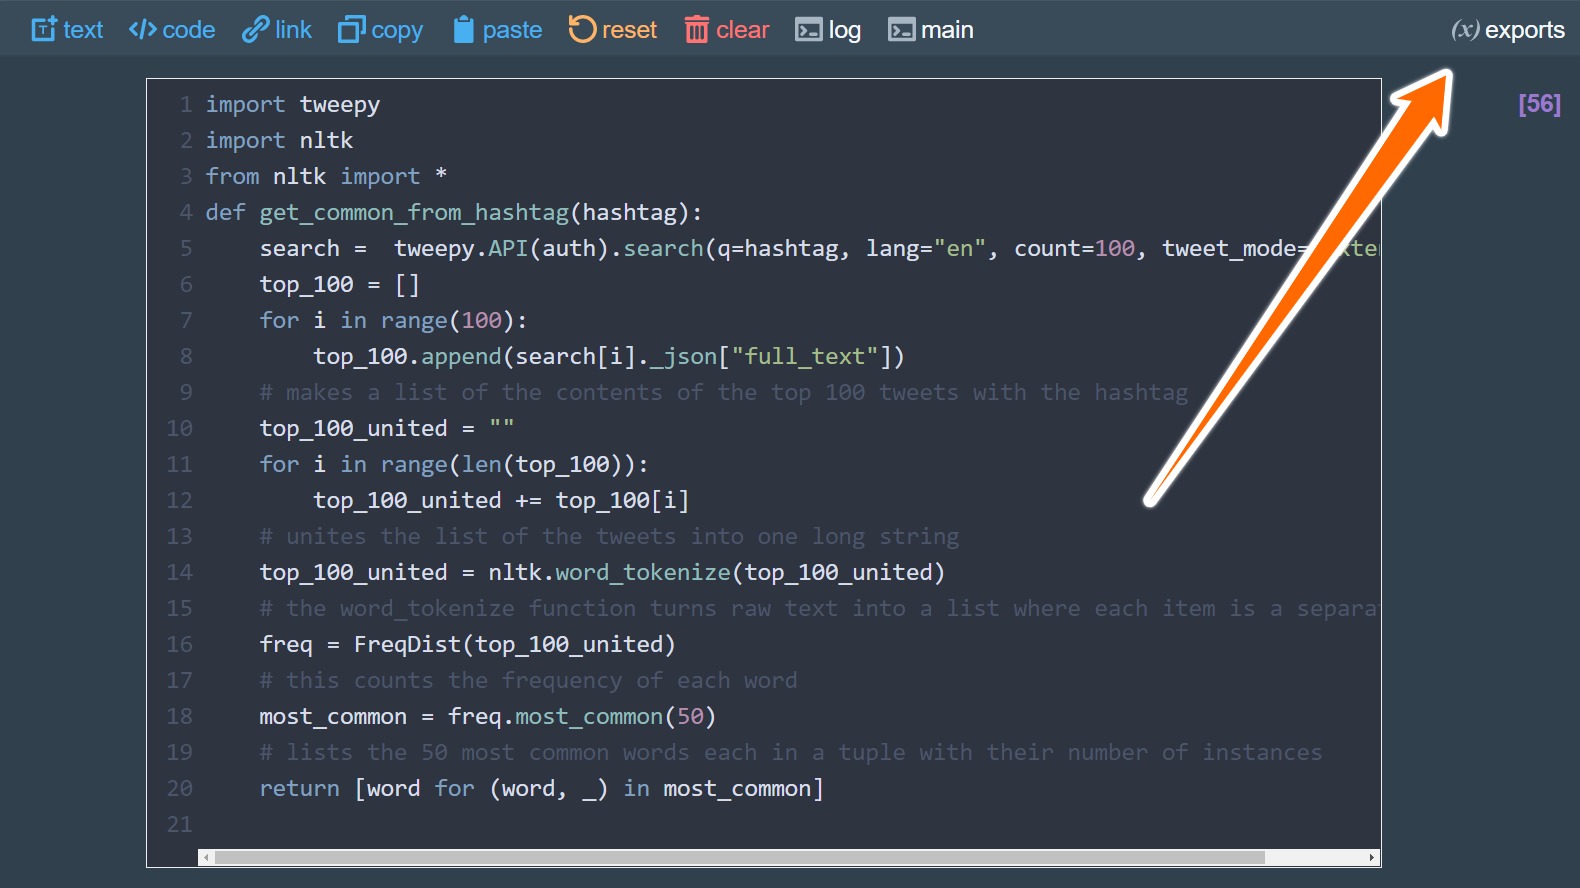 text code link copy paste reset clear log main (x) exports
[56]
1 import tweepy
2 import nltk
3 from nltk import *
4 def get_common_from_hashtag(hashtag):
5     search =  tweepy.API(auth).search(q=hashtag, lang="en", count=100, tweet_mode=
6     top_100 = []
7     for i in range(100):
8         top_100.append(search[i]._json["full_text"])
9     # makes a list of the contents of the top 100 tweets with the hashtag
10     top_100_united = ""
11     for i in range(len(top_100)):
12         top_100_united += top_100[i]
13     # unites the list of the tweets into one long string
14     top_100_united = nltk.word_tokenize(top_100_united)
15     # the word_tokenize function turns raw text into a list where each item is a
16     freq = FreqDist(top_100_united)
17     # this counts the frequency of each word
18     most_common = freq.most_common(50)
19     # lists the 50 most common words each in a tuple with their number of instances
20     return [word for (word, _) in most_common]
21